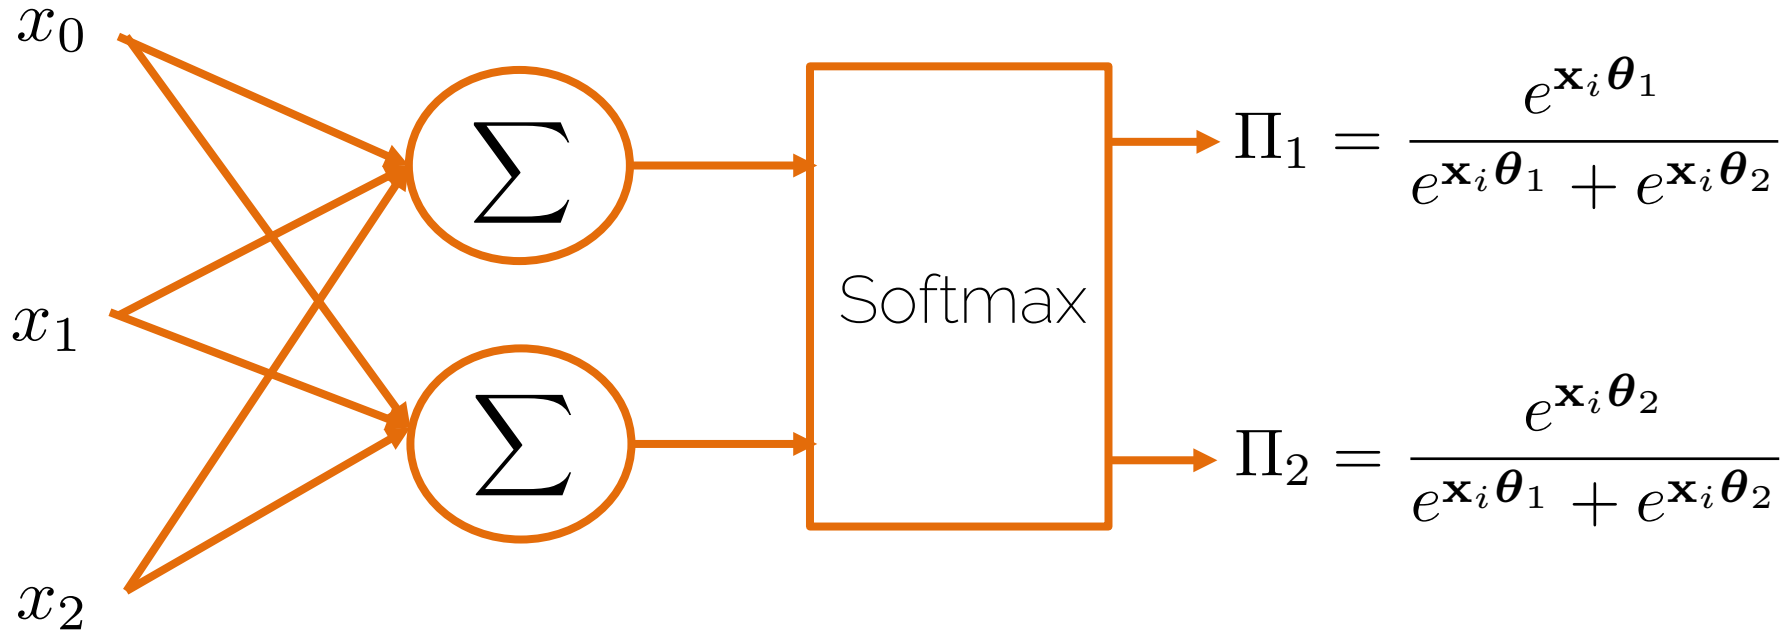 x₀
∑
Π₁ = e^{𝐱ᵢ𝛉₁} / (e^{𝐱ᵢ𝛉₁} + e^{𝐱ᵢ𝛉₂})
x₁
Softmax
∑
Π₂ = e^{𝐱ᵢ𝛉₂} / (e^{𝐱ᵢ𝛉₁} + e^{𝐱ᵢ𝛉₂})
x₂